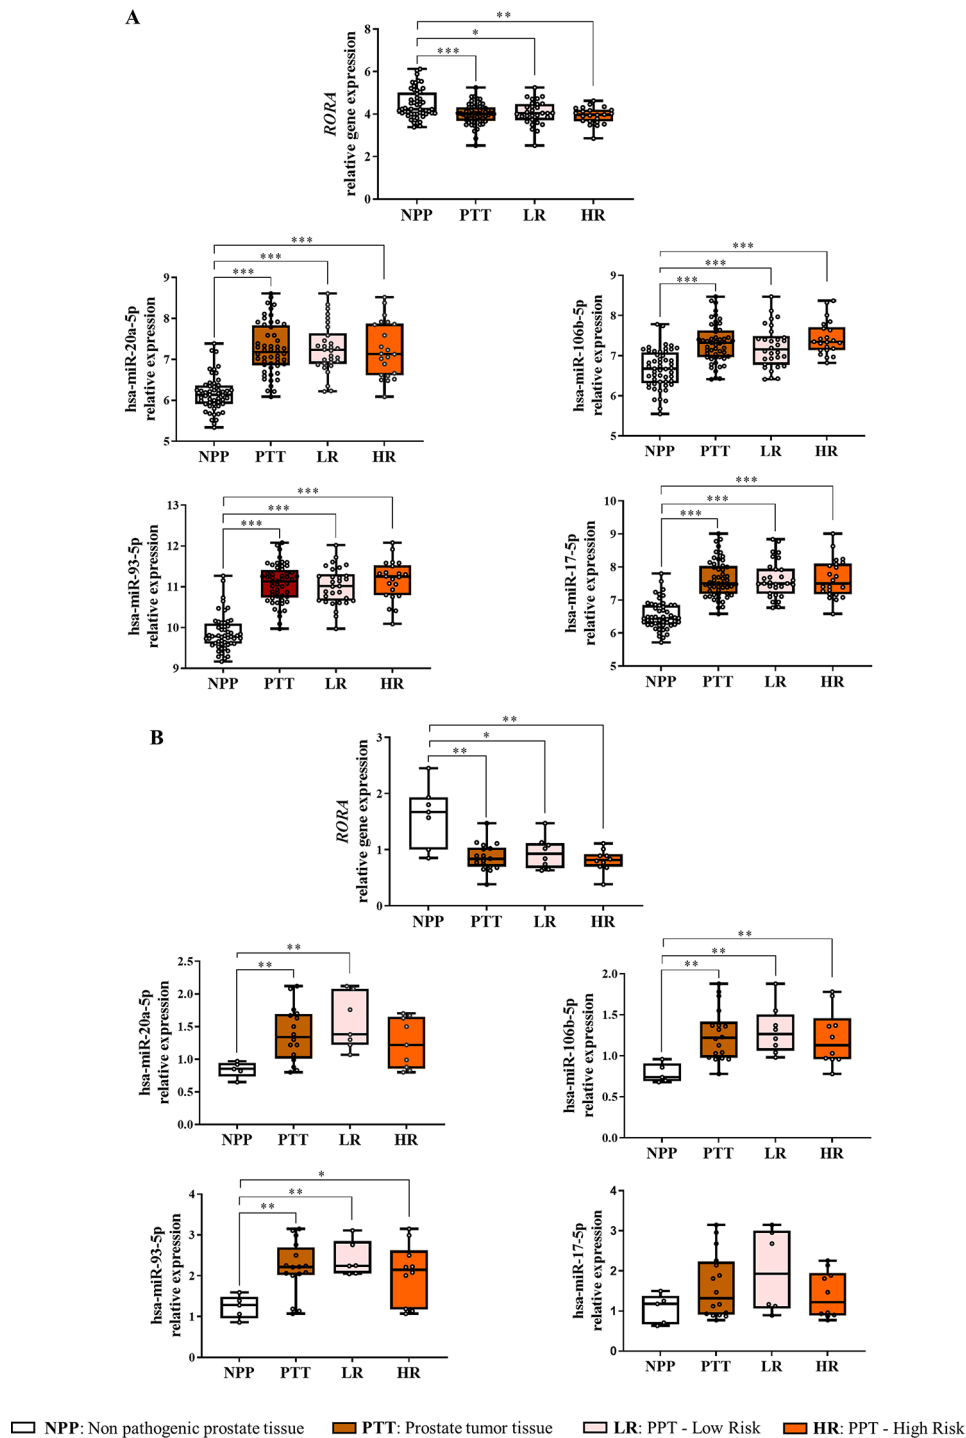 A
RORA
relative gene expression
8
6
4
2
0
**
*
***
NPP PTT LR HR
hsa-miR-20a-5p
relative expression
9
8
7
6
5
***
***
***
NPP PTT LR HR
hsa-miR-106b-5p
relative expression
9
8
7
6
5
***
***
***
NPP PTT LR HR
hsa-miR-93-5p
relative expression
13
12
11
10
9
***
***
***
NPP PTT LR HR
hsa-miR-17-5p
relative expression
10
9
8
7
6
5
***
***
***
NPP PTT LR HR
B
RORA
relative gene expression
3
2
1
0
**
*
**
NPP PTT LR HR
hsa-miR-20a-5p
relative expression
2.5
2.0
1.5
1.0
0.5
0.0
**
**
NPP PTT LR HR
hsa-miR-106b-5p
relative expression
2.0
1.5
1.0
0.5
0.0
**
**
**
NPP PTT LR HR
hsa-miR-93-5p
relative expression
4
3
2
1
0
*
**
**
NPP PTT LR HR
hsa-miR-17-5p
relative expression
4
3
2
1
0
NPP PTT LR HR
NPP: Non pathogenic prostate tissue PTT: Prostate tumor tissue LR: PPT - Low Risk HR: PPT - High Risk